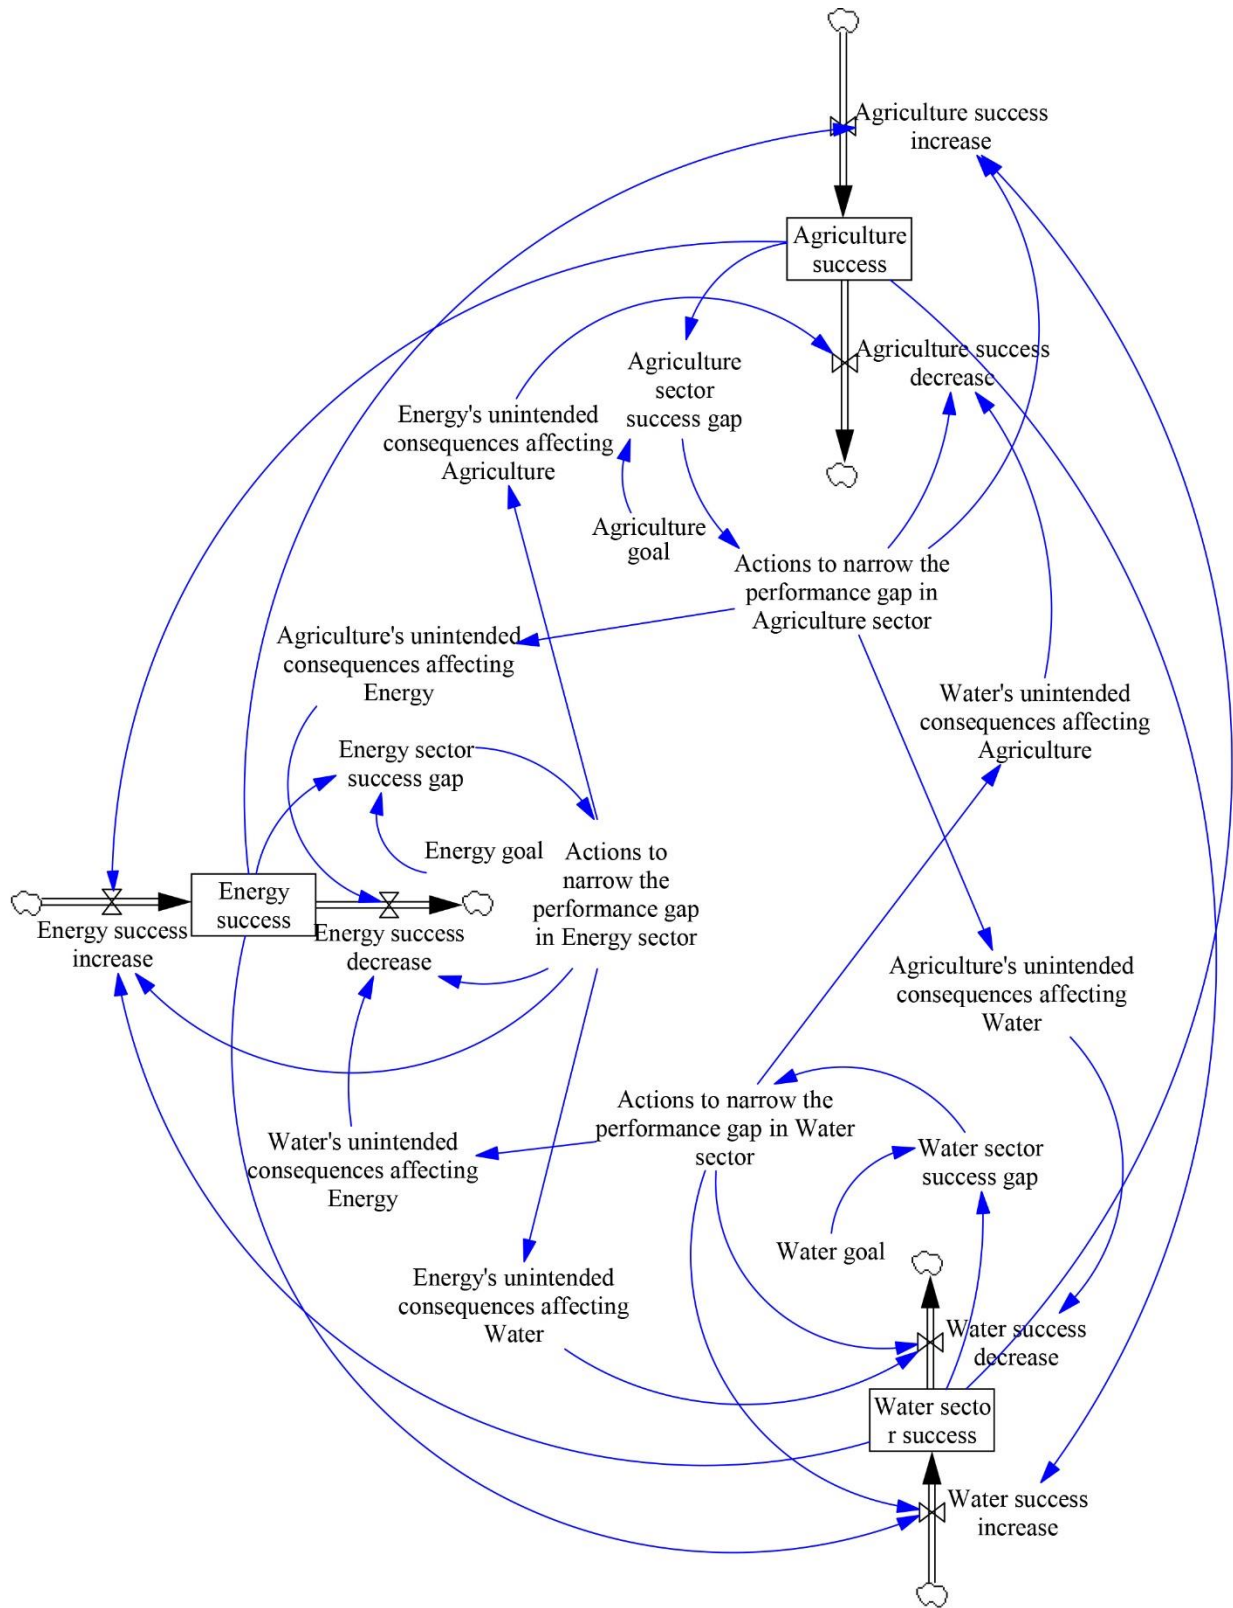 Agriculture success
increase
Agriculture
success
Agriculture success
decrease
Agriculture
sector
success gap
Energy's unintended
consequences affecting
Agriculture
Agriculture
goal
Actions to narrow the
performance gap in
Agriculture sector
Agriculture's unintended
consequences affecting
Energy
Water's unintended
consequences affecting
Agriculture
Energy sector
success gap
Energy goal
Actions to
narrow the
performance gap
in Energy sector
Energy
success
Energy success
increase
Energy success
decrease
Agriculture's unintended
consequences affecting
Water
Actions to narrow the
performance gap in Water
sector
Water's unintended
consequences affecting
Energy
Water sector
success gap
Water goal
Energy's unintended
consequences affecting
Water
Water success
decrease
Water secto
r success
Water success
increase